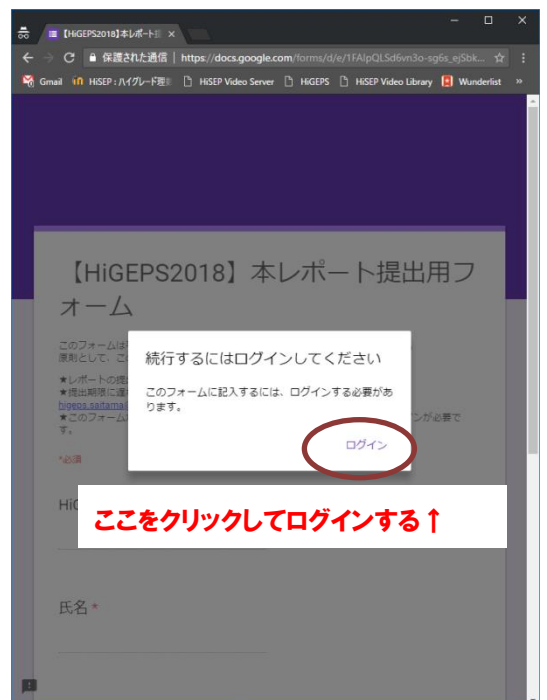 【HiGEPS2018】本レポート
保護された通信 | https://docs.google.com/forms/d/e/1FAIpQLSd6vn3o-sg6s_ejSbk...
Gmail HiSEP : ハイグレード理 HiSEP Video Server HiGEPS HiSEP Video Library Wunderlist »
【HiGEPS2018】本レポート提出用フ
ォーム
このフォームは
原則として、こ
★レポートの提
★提出期限に遅
higeps.saitama
★このフォーム ンが必要で
す。
*必須
続行するにはログインしてください
このフォームに記入するには、ログインする必要があ
ります。
ログイン
ここをクリックしてログインする↑
HiG
氏名 *